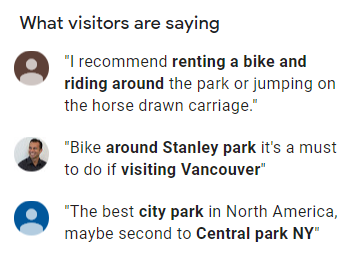 What visitors are saying
"I recommend renting a bike and
riding around the park or jumping on
the horse drawn carriage."
"Bike around Stanley park it's a must
to do if visiting Vancouver"
"The best city park in North America,
maybe second to Central park NY"